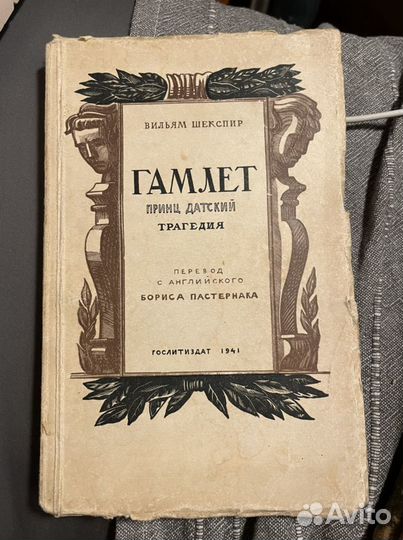 ВИЛЬЯМ ШЕКСПИР
ГАМЛЕТ
ПРИНЦ ДАТСКИЙ
ТРАГЕДИЯ
ПЕРЕВОД
С АНГЛИЙСКОГО
БОРИСА ПАСТЕРНАКА
ГОСЛИТИЗДАТ 1941
Avito